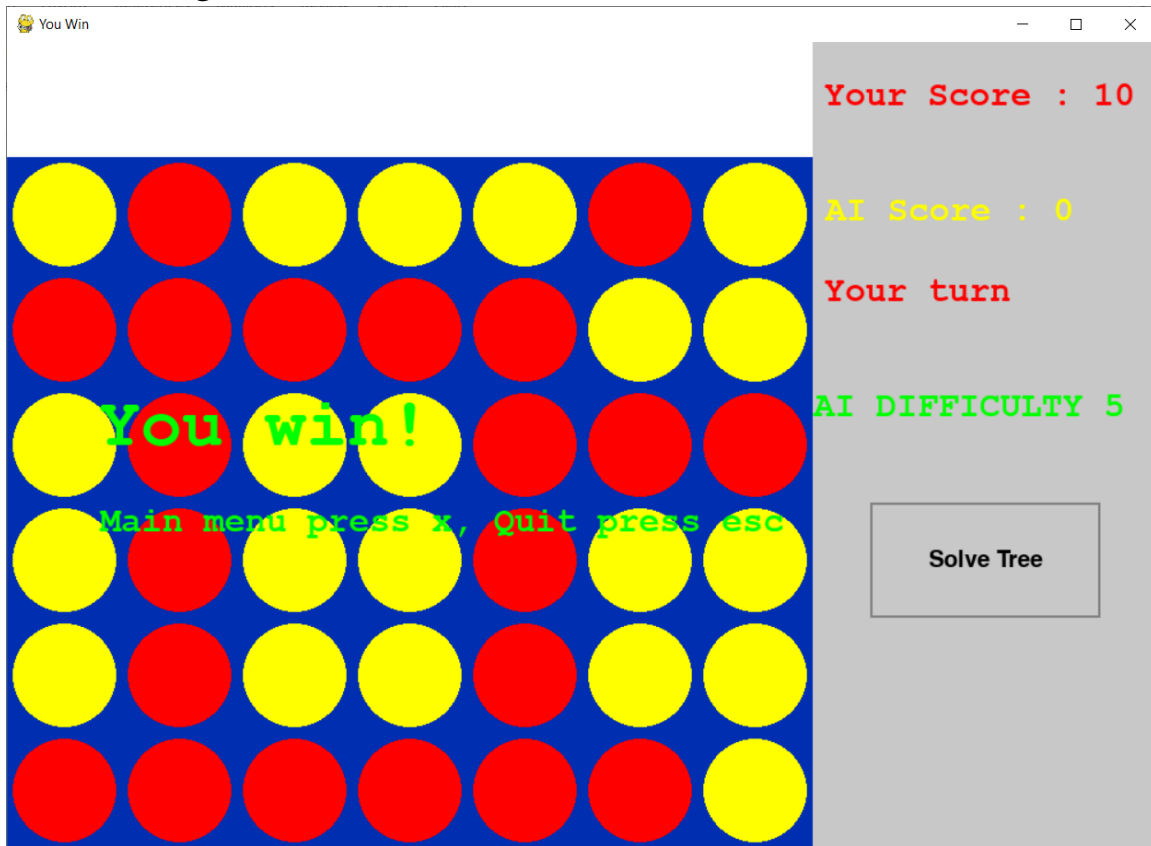 You Win
Your Score : 10
AI Score : 0
Your turn
AI DIFFICULTY 5
You win!
Main menu press x, Quit press esc
Solve Tree